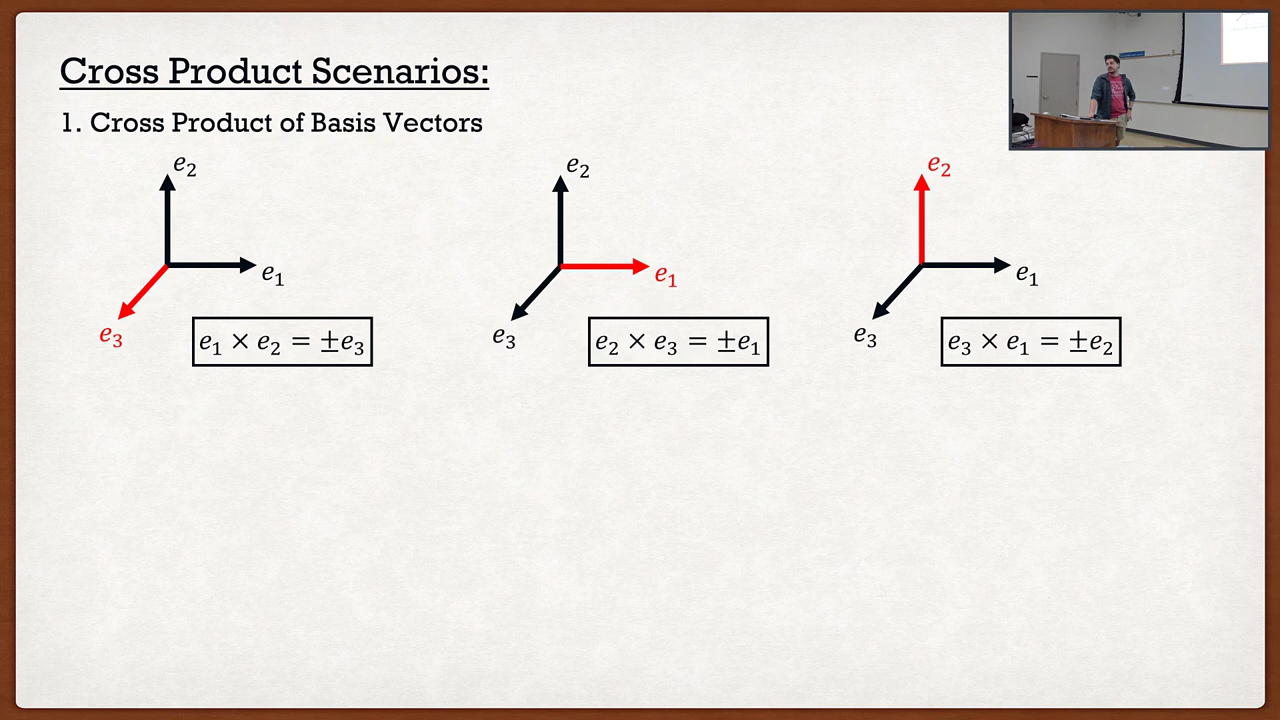 Cross Product Scenarios:
1. Cross Product of Basis Vectors
e₂
e₁
e₃
e₁ × e₂ = ±e₃
e₂
e₁
e₃
e₂ × e₃ = ±e₁
e₂
e₁
e₃
e₃ × e₁ = ±e₂